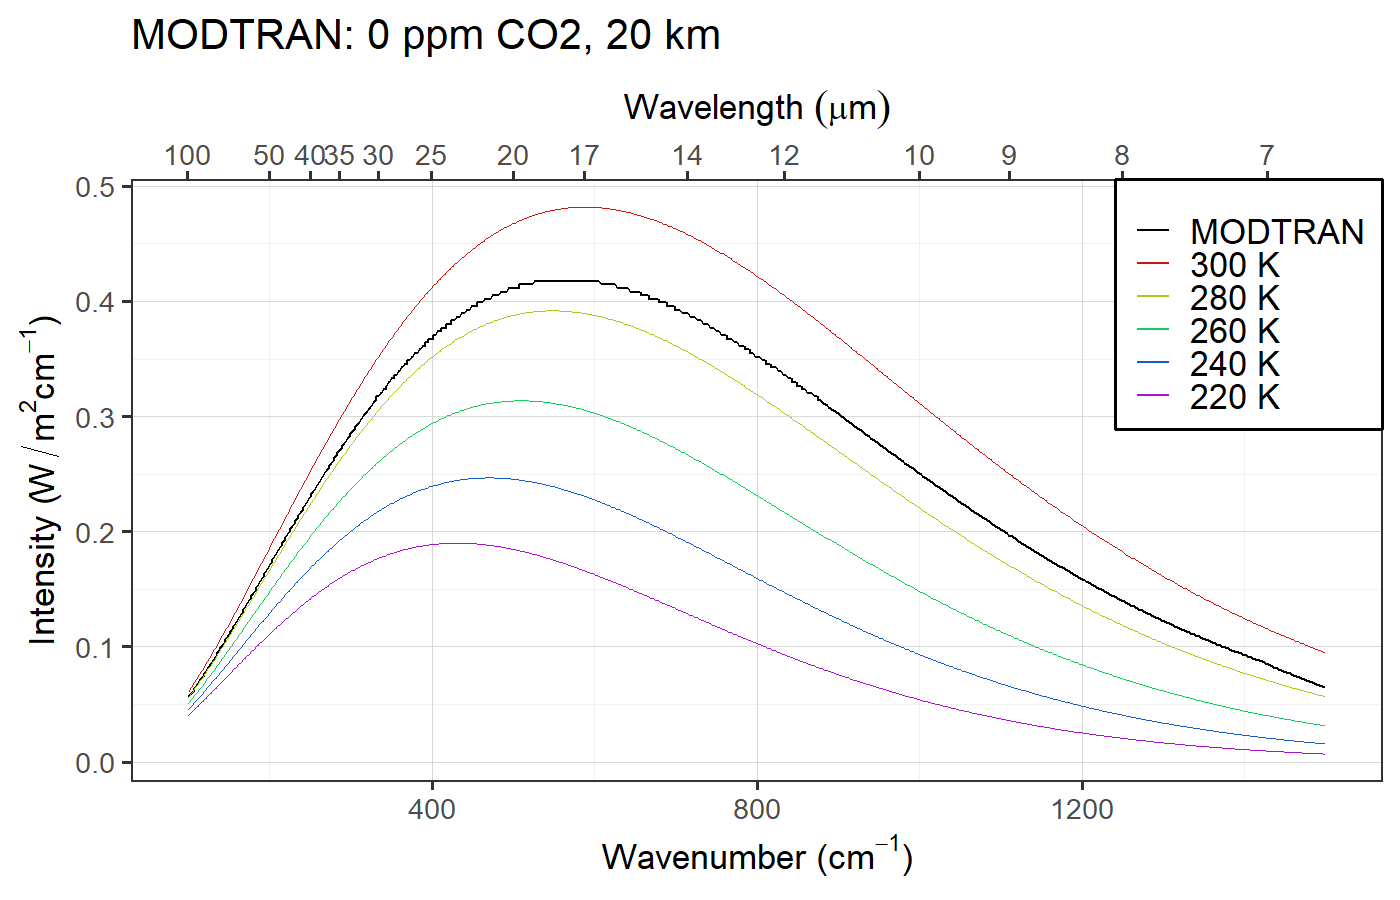 MODTRAN: 0 ppm CO2, 20 km
Wavelength (μm)
100 50 40 35 30 25 20 17 14 12 10 9 8 7
0.5
0.4
0.3
0.2
0.1
0.0
Intensity (W / m²cm⁻¹)
MODTRAN
300 K
280 K
260 K
240 K
220 K
400 800 1200
Wavenumber (cm⁻¹)